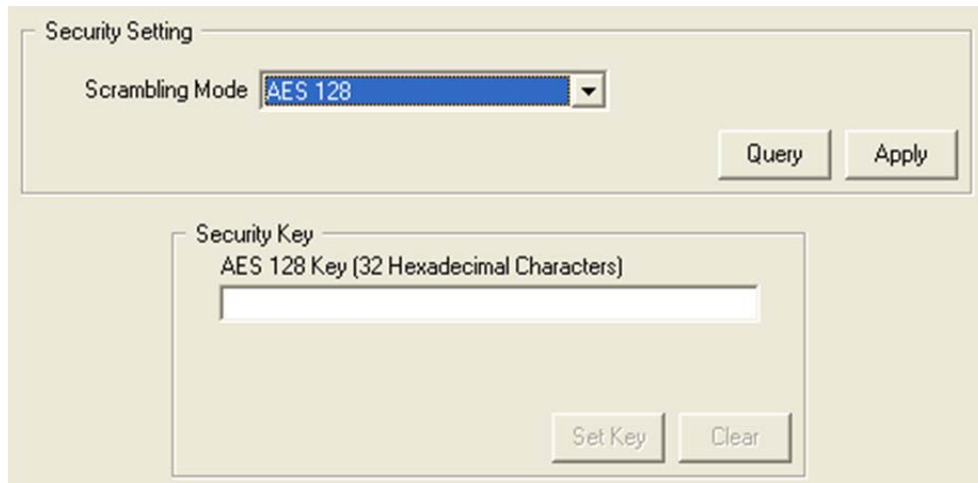 Security Setting
Scrambling Mode AES 128
Query Apply
Security Key
AES 128 Key (32 Hexadecimal Characters)
Set Key Clear